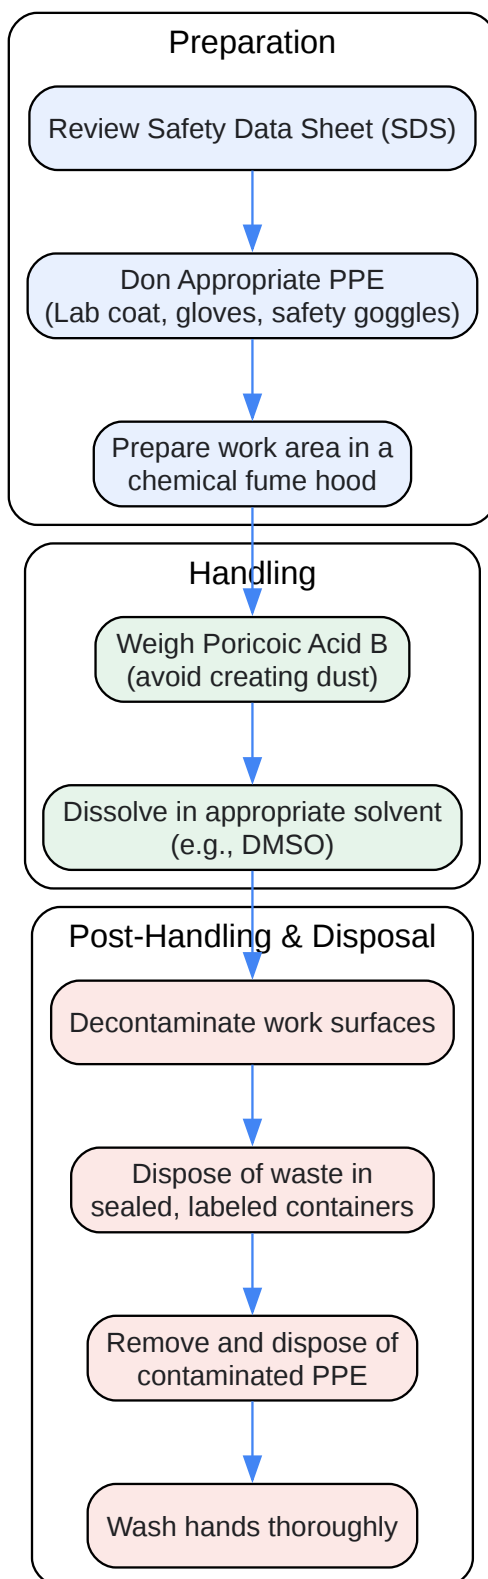 Preparation
Review Safety Data Sheet (SDS)
Don Appropriate PPE
(Lab coat, gloves, safety goggles)
Prepare work area in a
chemical fume hood
Handling
Weigh Poricoic Acid B
(avoid creating dust)
Dissolve in appropriate solvent
(e.g., DMSO)
Post-Handling & Disposal
Decontaminate work surfaces
Dispose of waste in
sealed, labeled containers
Remove and dispose of
contaminated PPE
Wash hands thoroughly